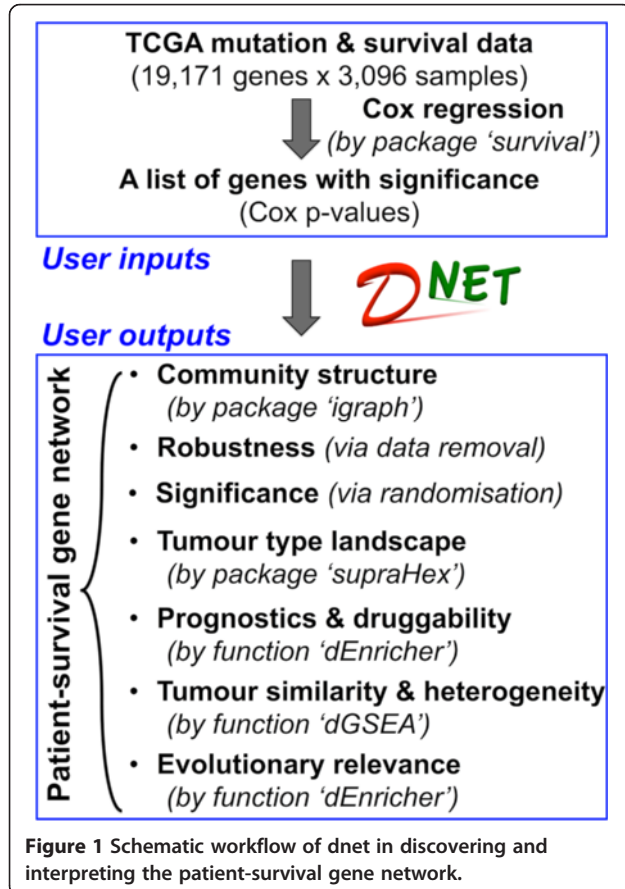 TCGA mutation & survival data
(19,171 genes x 3,096 samples)
Cox regression
(by package ‘survival’)
A list of genes with significance
(Cox p-values)
User inputs
DNET
User outputs
Patient-survival gene network
• Community structure
(by package ‘igraph’)
• Robustness (via data removal)
• Significance (via randomisation)
• Tumour type landscape
(by package ‘supraHex’)
• Prognostics & druggability
(by function ‘dEnricher’)
• Tumour similarity & heterogeneity
(by function ‘dGSEA’)
• Evolutionary relevance
(by function ‘dEnricher’)
Figure 1 Schematic workflow of dnet in discovering and
interpreting the patient-survival gene network.